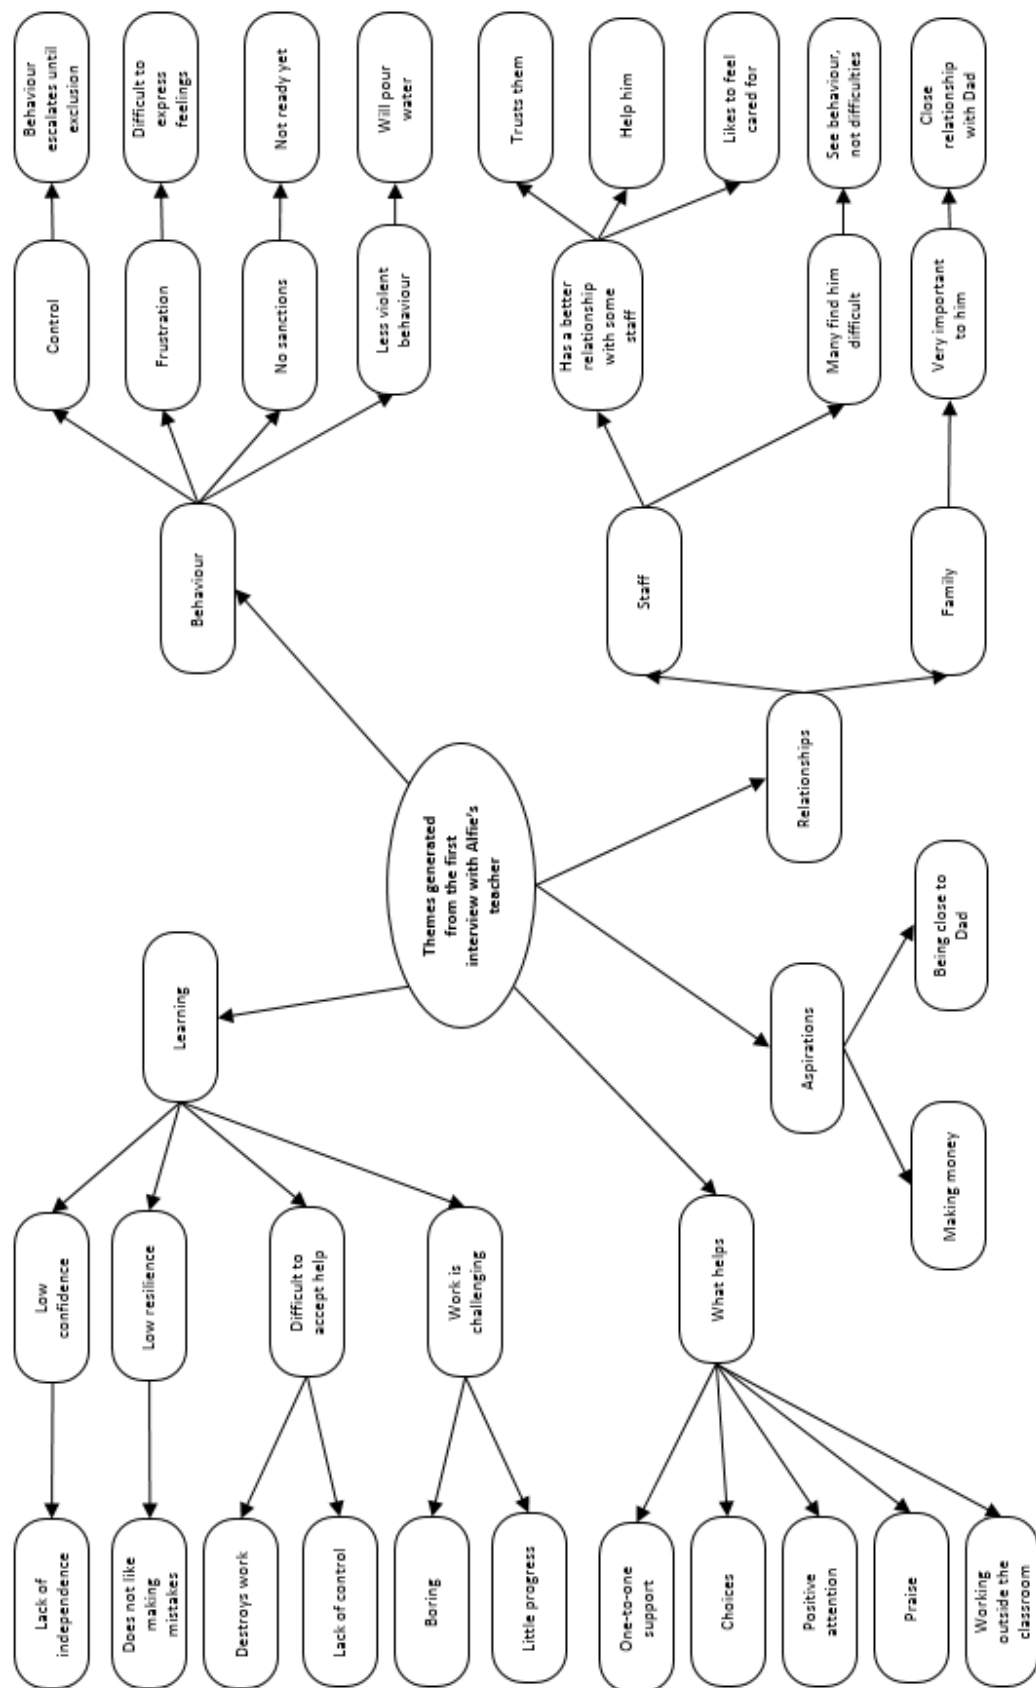 Themes generated
from the first
interview with Alfie's
teacher
Learning
Low
confidence
Lack of
independence
Low resilience
Does not like
making
mistakes
Difficult to
accept help
Destroys work
Lack of control
Work is
challenging
Boring
Little progress
Behaviour
Control
Behaviour
escalates until
exclusion
Frustration
Difficult to
express
feelings
No sanctions
Not ready yet
Less violent
behaviour
Will pour
water
What helps
One-to-one
support
Choices
Positive
attention
Praise
Working
outside the
classroom
Aspirations
Making money
Being close to
Dad
Relationships
Staff
Has a better
relationship
with some
staff
Trusts them
Help him
Likes to feel
cared for
Many find him
difficult
See behaviour,
not difficulties
Family
Very important
to him
Close
relationship
with Dad